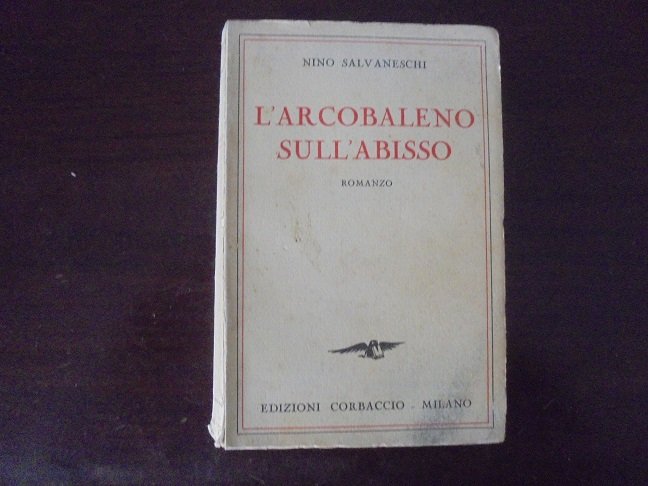 NINO SALVANESCHI
L'ARCOBALENO
SULL'ABISSO
ROMANZO
EDIZIONI CORBACCIO - MILANO